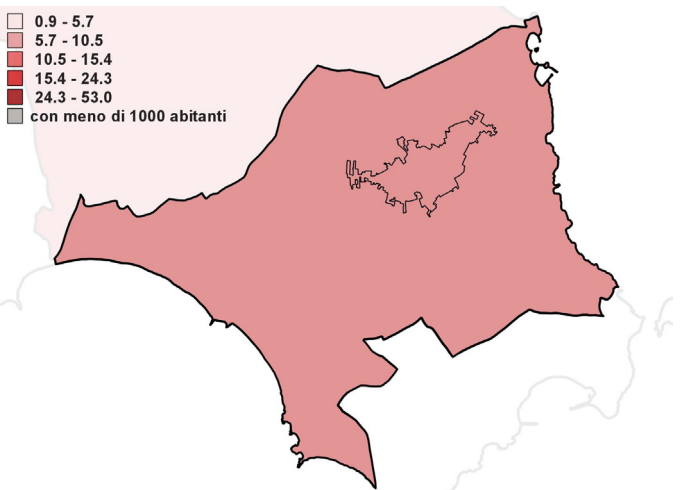 0.9 - 5.7
5.7 - 10.5
10.5 - 15.4
15.4 - 24.3
24.3 - 53.0
con meno di 1000 abitanti